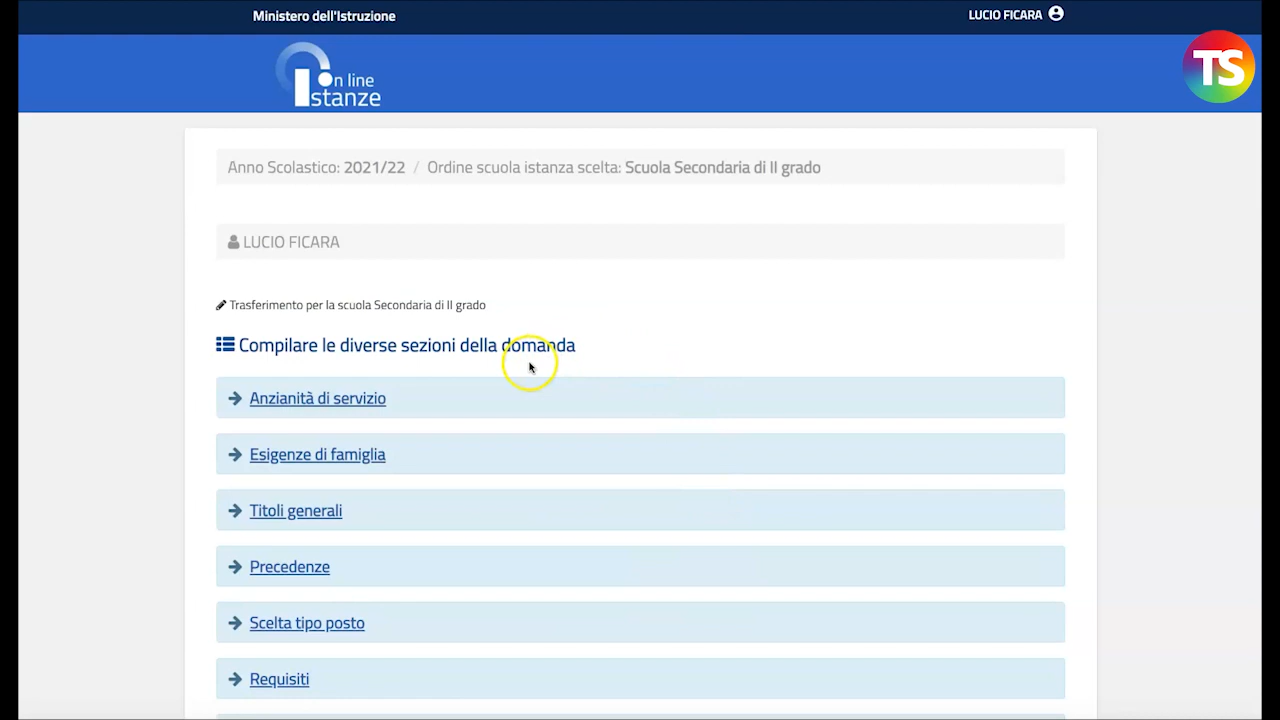 Ministero dell'Istruzione
LUCIO FICARA
TS
On line
Istanze
Anno Scolastico: 2021/22 / Ordine scuola istanza scelta: Scuola Secondaria di II grado
LUCIO FICARA
Trasferimento per la scuola Secondaria di II grado
Compilare le diverse sezioni della domanda
Anzianità di servizio
Esigenze di famiglia
Titoli generali
Precedenze
Scelta tipo posto
Requisiti